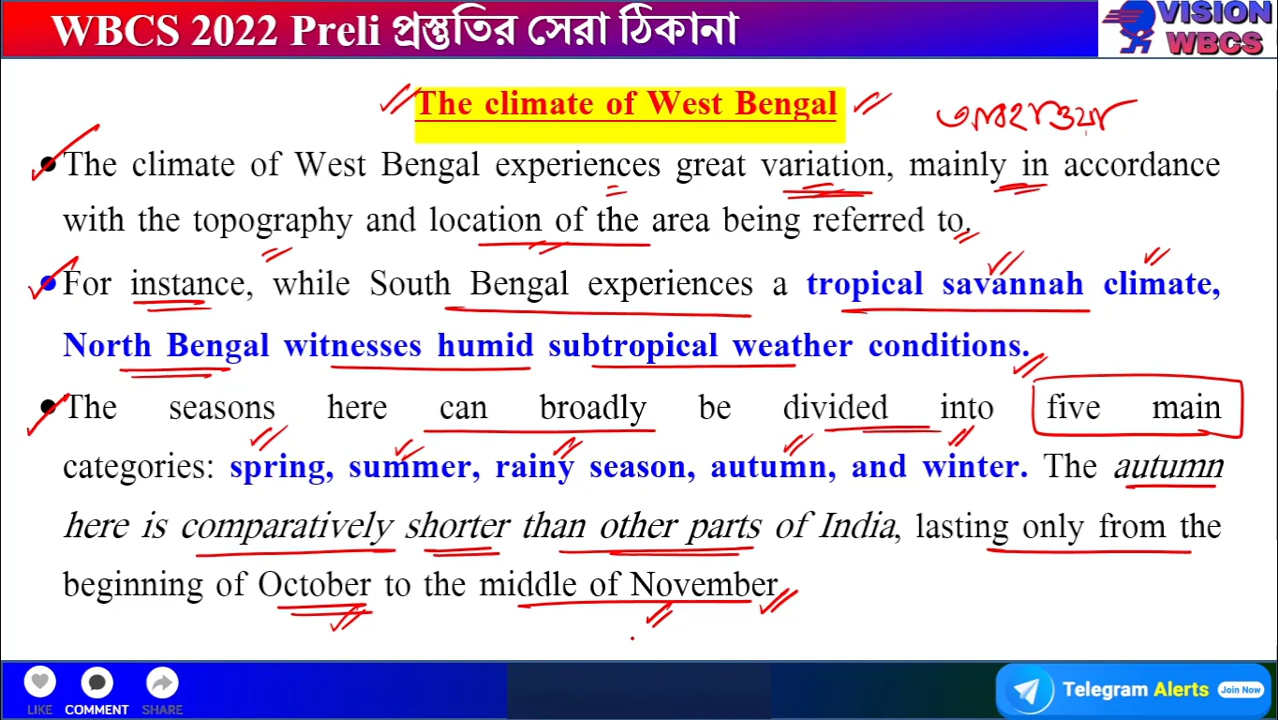 WBCS 2022 Preli প্রস্তুতির সেরা ঠিকানা
VISION
WBCS
The climate of West Bengal
আবহাওয়া
The climate of West Bengal experiences great variation, mainly in accordance
with the topography and location of the area being referred to.
For instance, while South Bengal experiences a tropical savannah climate,
North Bengal witnesses humid subtropical weather conditions.
The seasons here can broadly be divided into five main
categories: spring, summer, rainy season, autumn, and winter. The autumn
here is comparatively shorter than other parts of India, lasting only from the
beginning of October to the middle of November.
LIKE COMMENT SHARE
Telegram Alerts Join Now